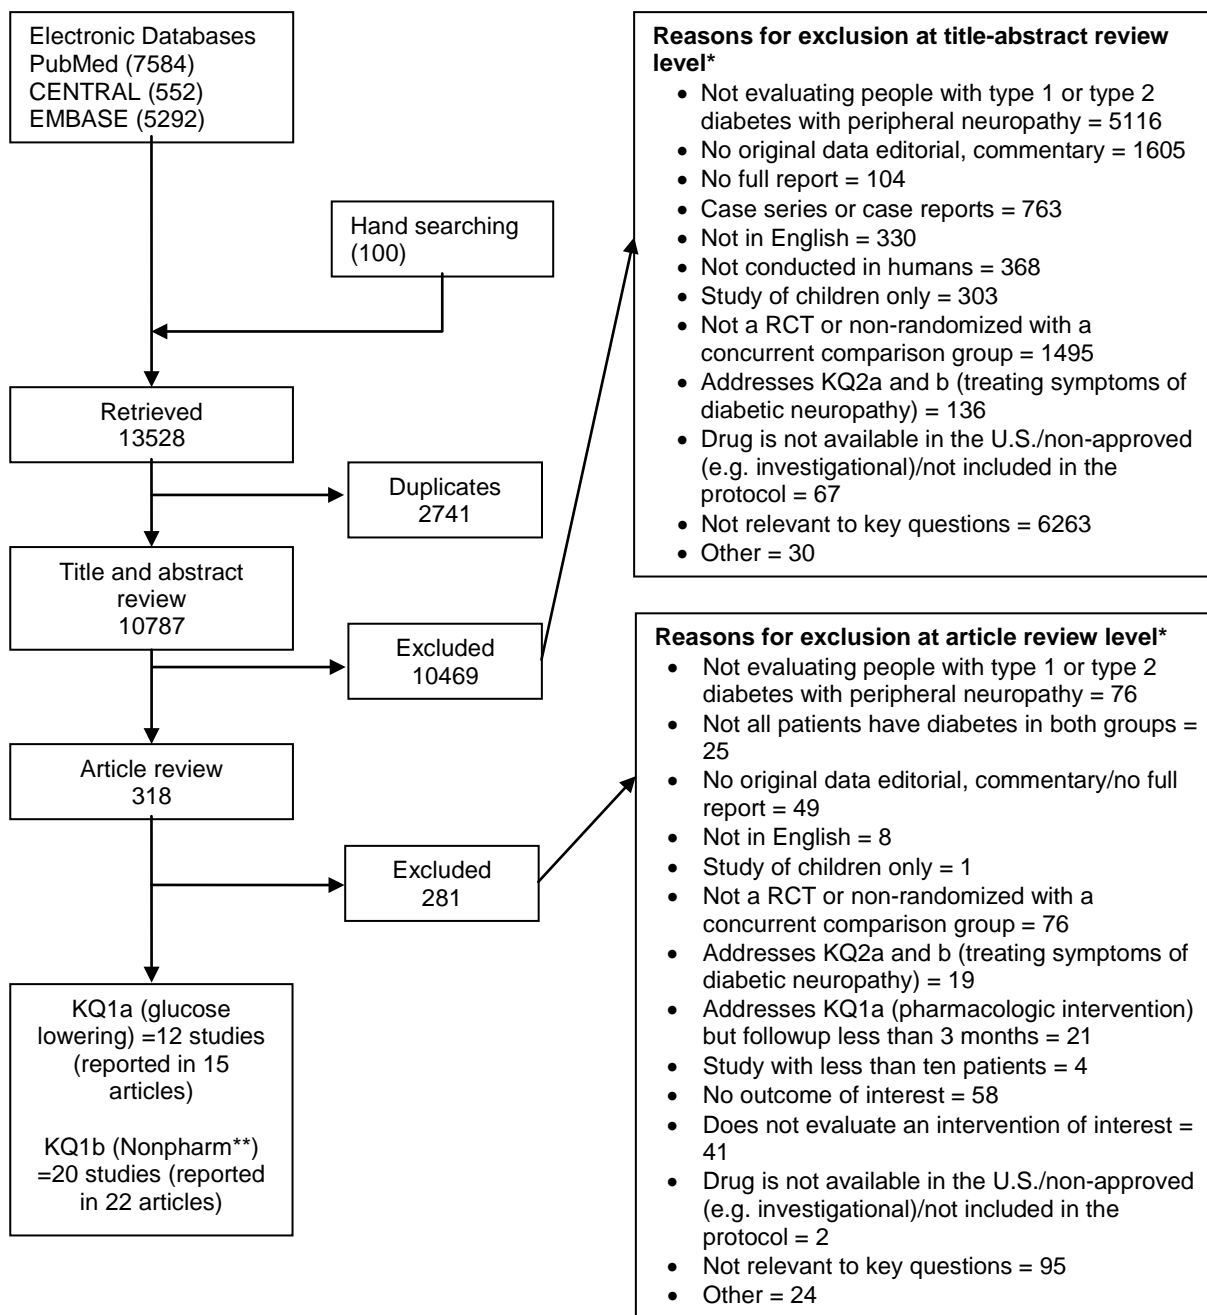 Electronic Databases
PubMed (7584)
CENTRAL (552)
EMBASE (5292)
Hand searching
(100)
Retrieved
13528
Duplicates
2741
Title and abstract
review
10787
Excluded
10469
Article review
318
Excluded
281
KQ1a (glucose
lowering) =12 studies
(reported in 15
articles)
KQ1b (Nonpharm**)
=20 studies (reported
in 22 articles)
Reasons for exclusion at title-abstract review
level*
• Not evaluating people with type 1 or type 2
diabetes with peripheral neuropathy = 5116
• No original data editorial, commentary = 1605
• No full report = 104
• Case series or case reports = 763
• Not in English = 330
• Not conducted in humans = 368
• Study of children only = 303
• Not a RCT or non-randomized with a
concurrent comparison group = 1495
• Addresses KQ2a and b (treating symptoms of
diabetic neuropathy) = 136
• Drug is not available in the U.S./non-approved
(e.g. investigational)/not included in the
protocol = 67
• Not relevant to key questions = 6263
• Other = 30
Reasons for exclusion at article review level*
• Not evaluating people with type 1 or type 2
diabetes with peripheral neuropathy = 76
• Not all patients have diabetes in both groups =
25
• No original data editorial, commentary/no full
report = 49
• Not in English = 8
• Study of children only = 1
• Not a RCT or non-randomized with a
concurrent comparison group = 76
• Addresses KQ2a and b (treating symptoms of
diabetic neuropathy) = 19
• Addresses KQ1a (pharmacologic intervention)
but followup less than 3 months = 21
• Study with less than ten patients = 4
• No outcome of interest = 58
• Does not evaluate an intervention of interest =
41
• Drug is not available in the U.S./non-approved
(e.g. investigational)/not included in the
protocol = 2
• Not relevant to key questions = 95
• Other = 24